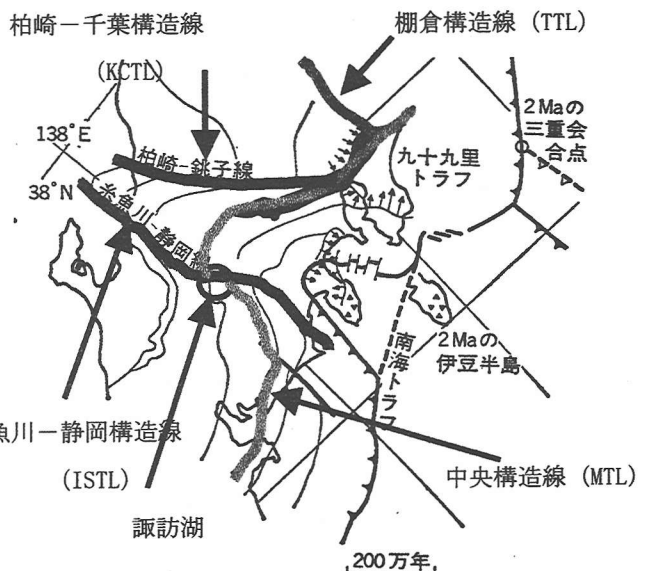 柏崎－千葉構造線
(KCTL)
棚倉構造線 (TTL)
138°E
38°N
柏崎-銚子線
糸魚川-静岡線
九十九里
トラフ
2Maの
三重会
合点
2Maの
伊豆半島
南海トラフ
魚川－静岡構造線
(ISTL)
諏訪湖
中央構造線 (MTL)
200万年